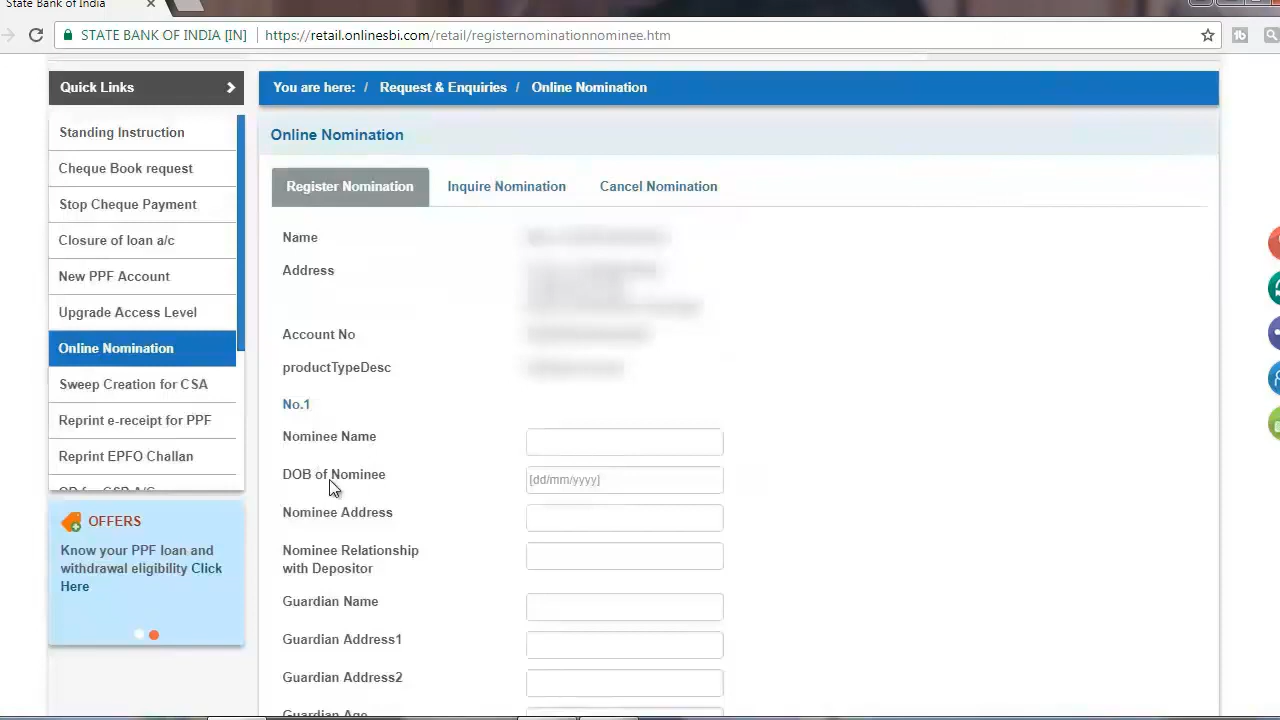 State Bank of India
STATE BANK OF INDIA [IN] https://retail.onlinesbi.com/retail/registernominationnominee.htm
Quick Links
Standing Instruction
Cheque Book request
Stop Cheque Payment
Closure of loan a/c
New PPF Account
Upgrade Access Level
Online Nomination
Sweep Creation for CSA
Reprint e-receipt for PPF
Reprint EPFO Challan
OFFERS
Know your PPF loan and
withdrawal eligibility Click
Here
You are here: / Request & Enquiries / Online Nomination
Online Nomination
Register Nomination Inquire Nomination Cancel Nomination
Name
Address
Account No
productTypeDesc
No.1
Nominee Name
DOB of Nominee [dd/mm/yyyy]
Nominee Address
Nominee Relationship
with Depositor
Guardian Name
Guardian Address1
Guardian Address2
Guardian Age